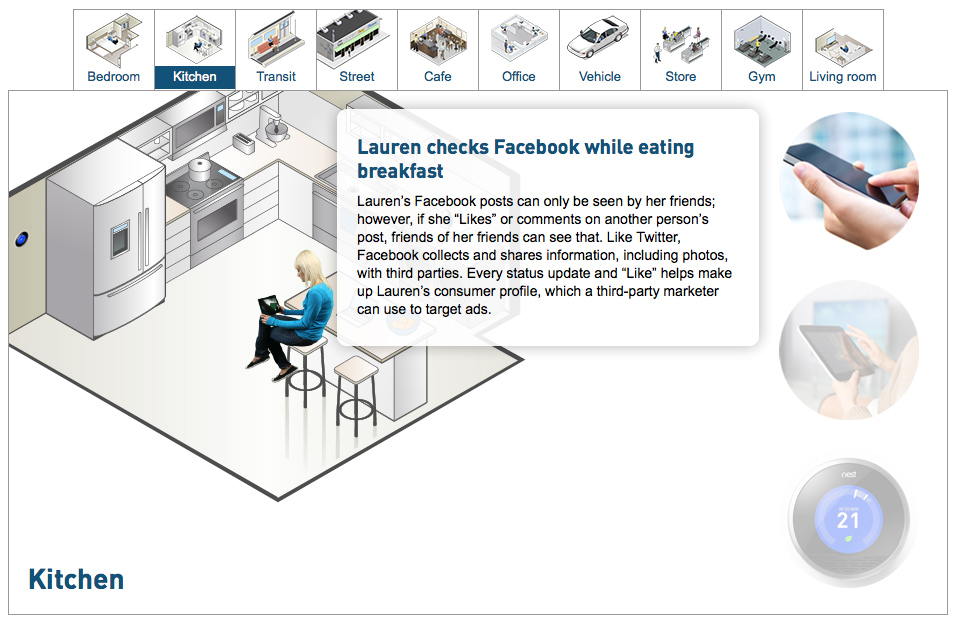 Bedroom
Kitchen
Transit
Street
Cafe
Office
Vehicle
Store
Gym
Living room
Lauren checks Facebook while eating
breakfast
Lauren’s Facebook posts can only be seen by her friends;
however, if she “Likes” or comments on another person’s
post, friends of her friends can see that. Like Twitter,
Facebook collects and shares information, including photos,
with third parties. Every status update and “Like” helps make
up Lauren’s consumer profile, which a third-party marketer
can use to target ads.
nest
21
Kitchen